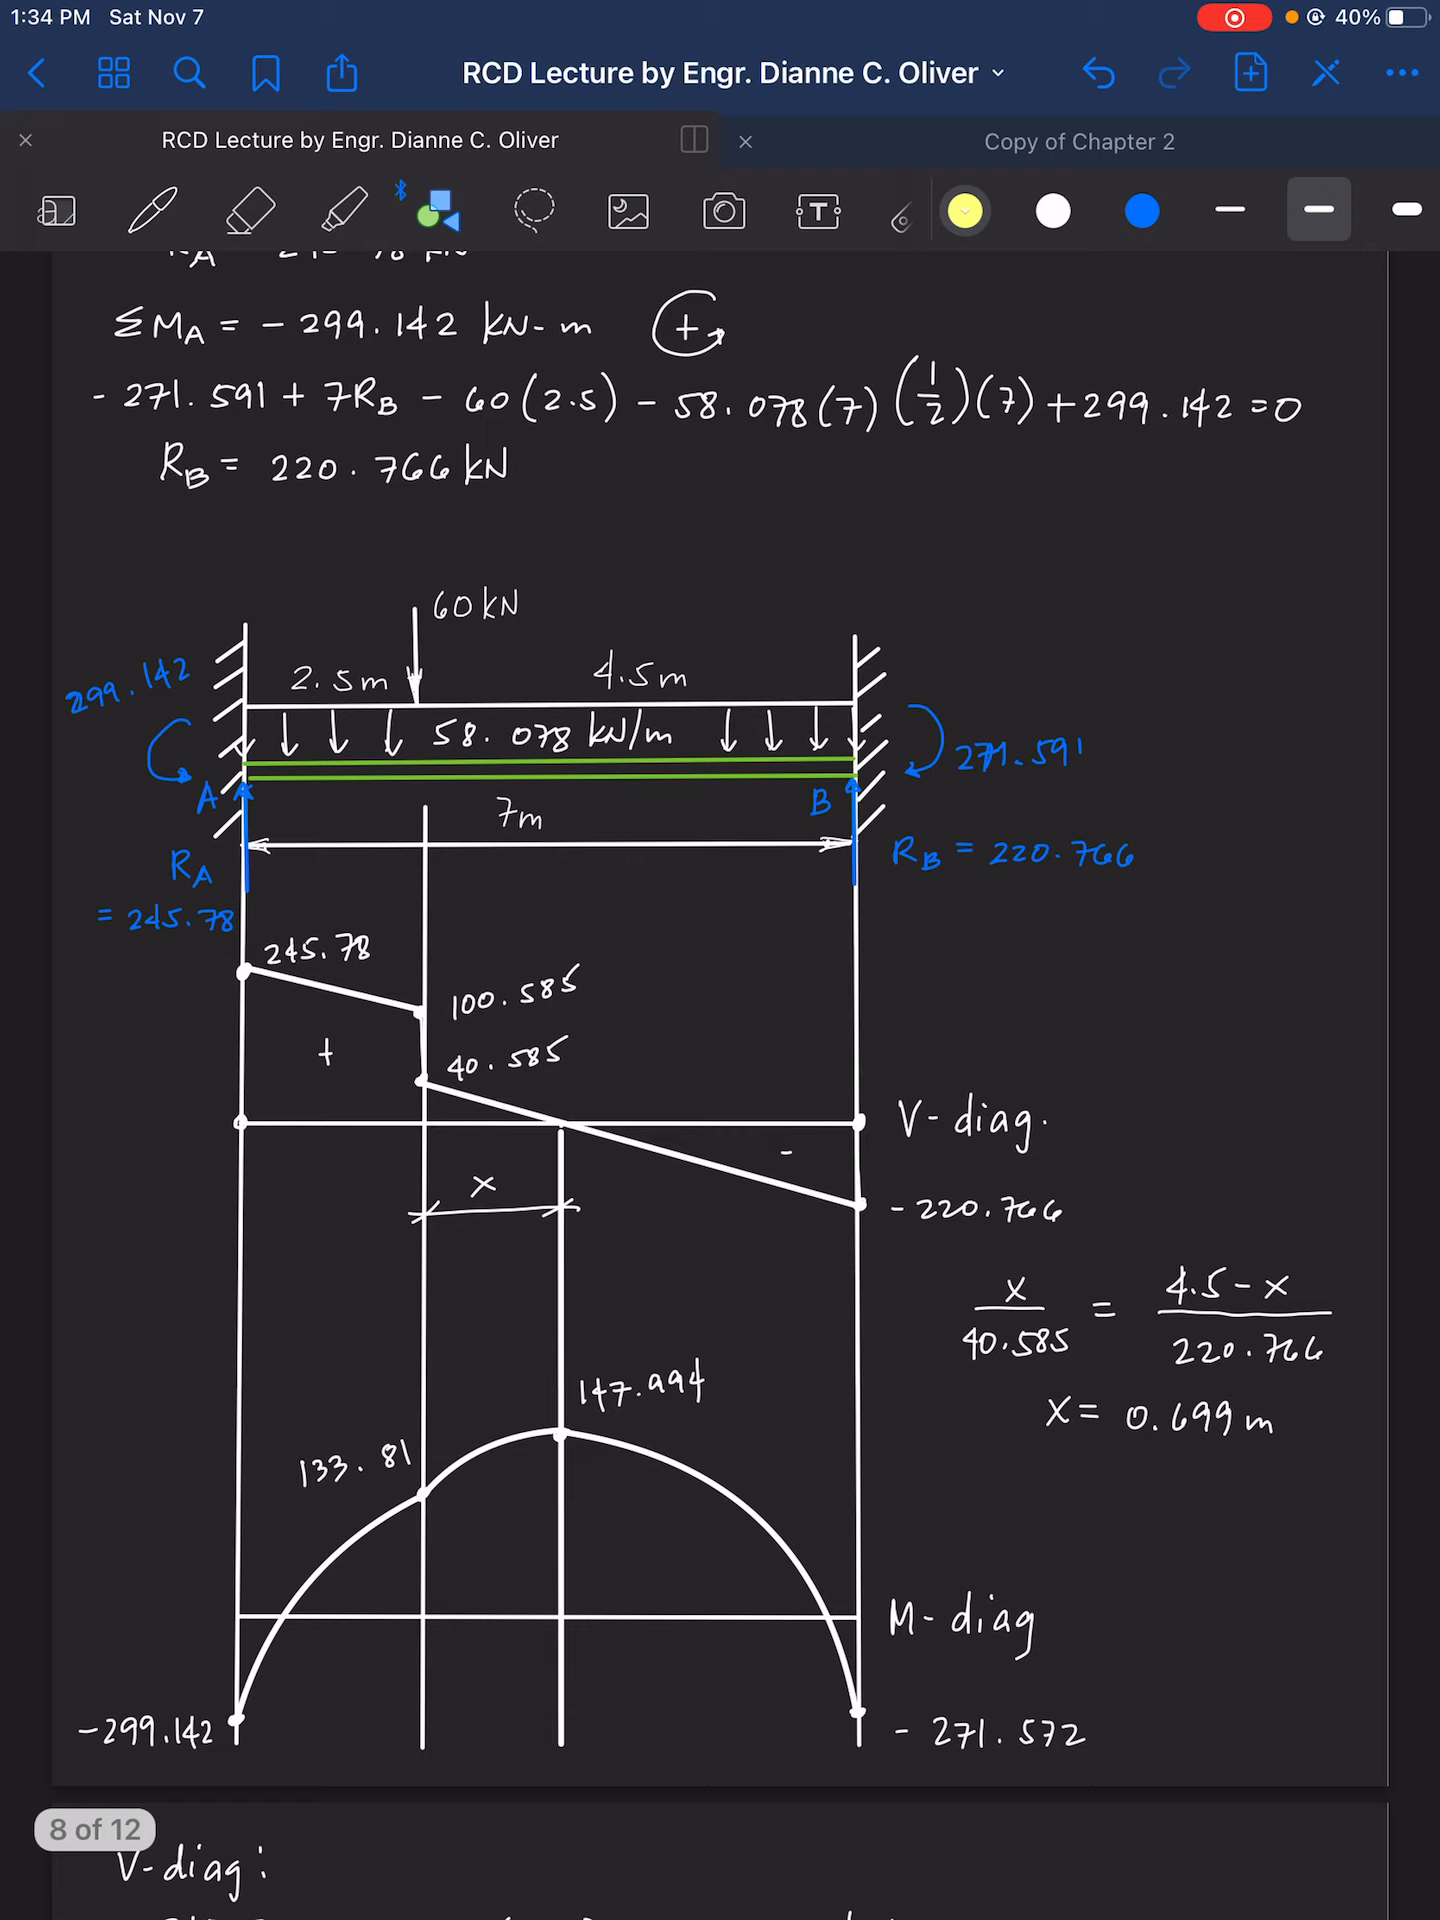 1:34 PM Sat Nov 7
40%
RCD Lecture by Engr. Dianne C. Oliver
RCD Lecture by Engr. Dianne C. Oliver
Copy of Chapter 2
T
ΣMA = - 299.142 kN-m +
- 271.591 + 7RB - 60(2.5) - 58.078(7)(1/2)(7) + 299.142 = 0
RB = 220.766 kN
60 kN
299.142
2.5m
4.5m
58.078 kN/m
271.591
A
B
7m
RA
= 245.78
RB = 220.766
245.78
100.585
+
40.585
V-diag.
-
x
- 220.766
x/40.585 = 4.5-x/220.766
x = 0.699 m
147.994
133.81
M-diag
-299.142
- 271.572
8 of 12
V-diag: